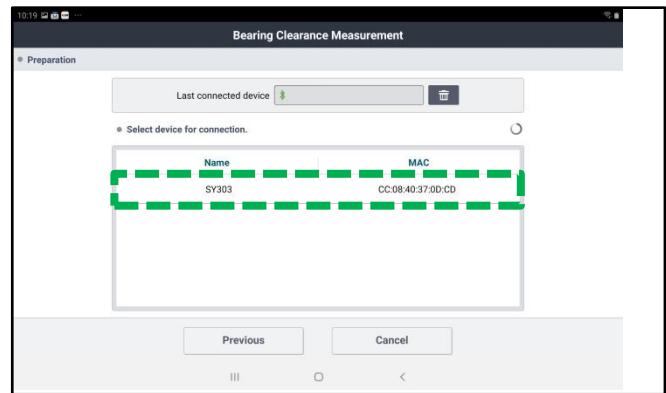 10:19
Bearing Clearance Measurement
Preparation
Last connected device
Select device for connection.
Name MAC
SY303 CC:08:40:37:0D:CD
Previous Cancel